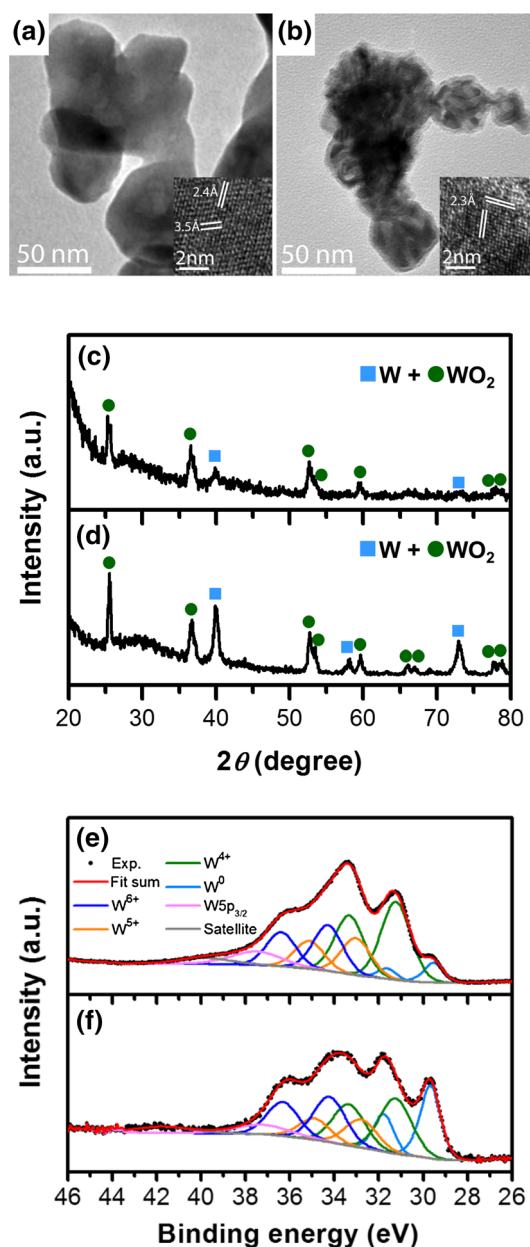 (a)
2.4Å
3.5Å
50 nm
2nm
(b)
2.3Å
50 nm
2nm
(c)
W + WO₂
(d)
W + WO₂
Intensity (a.u.)
20 30 40 50 60 70 80
2θ (degree)
(e)
Exp.
Fit sum
W⁶⁺
W⁵⁺
W⁴⁺
W⁰
W5p₃/₂
Satellite
(f)
Intensity (a.u.)
46 44 42 40 38 36 34 32 30 28 26
Binding energy (eV)